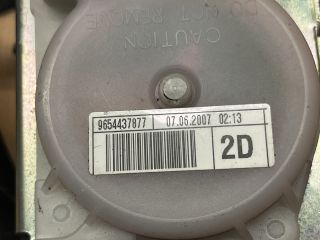 DO NOT REMOVE
CAUTION
9654437877 07.06.2007 02:13
2D